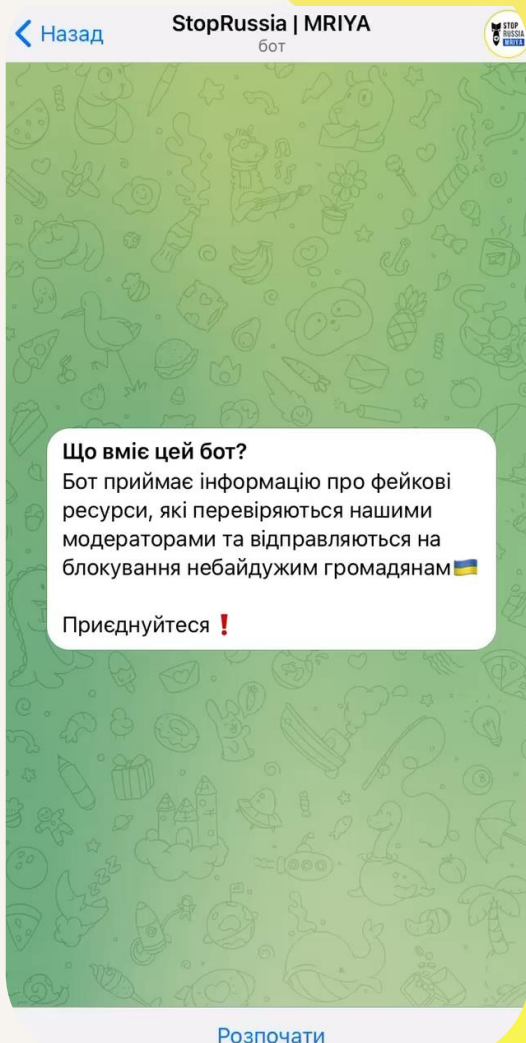 Назад
StopRussia | MRIYA
бот
STOP
RUSSIA
MRIYA
Що вміє цей бот?
Бот приймає інформацію про фейкові
ресурси, які перевіряються нашими
модераторами та відправляються на
блокування небайдужим громадянам🇺🇦
Приєднуйтеся❗
Розпочати